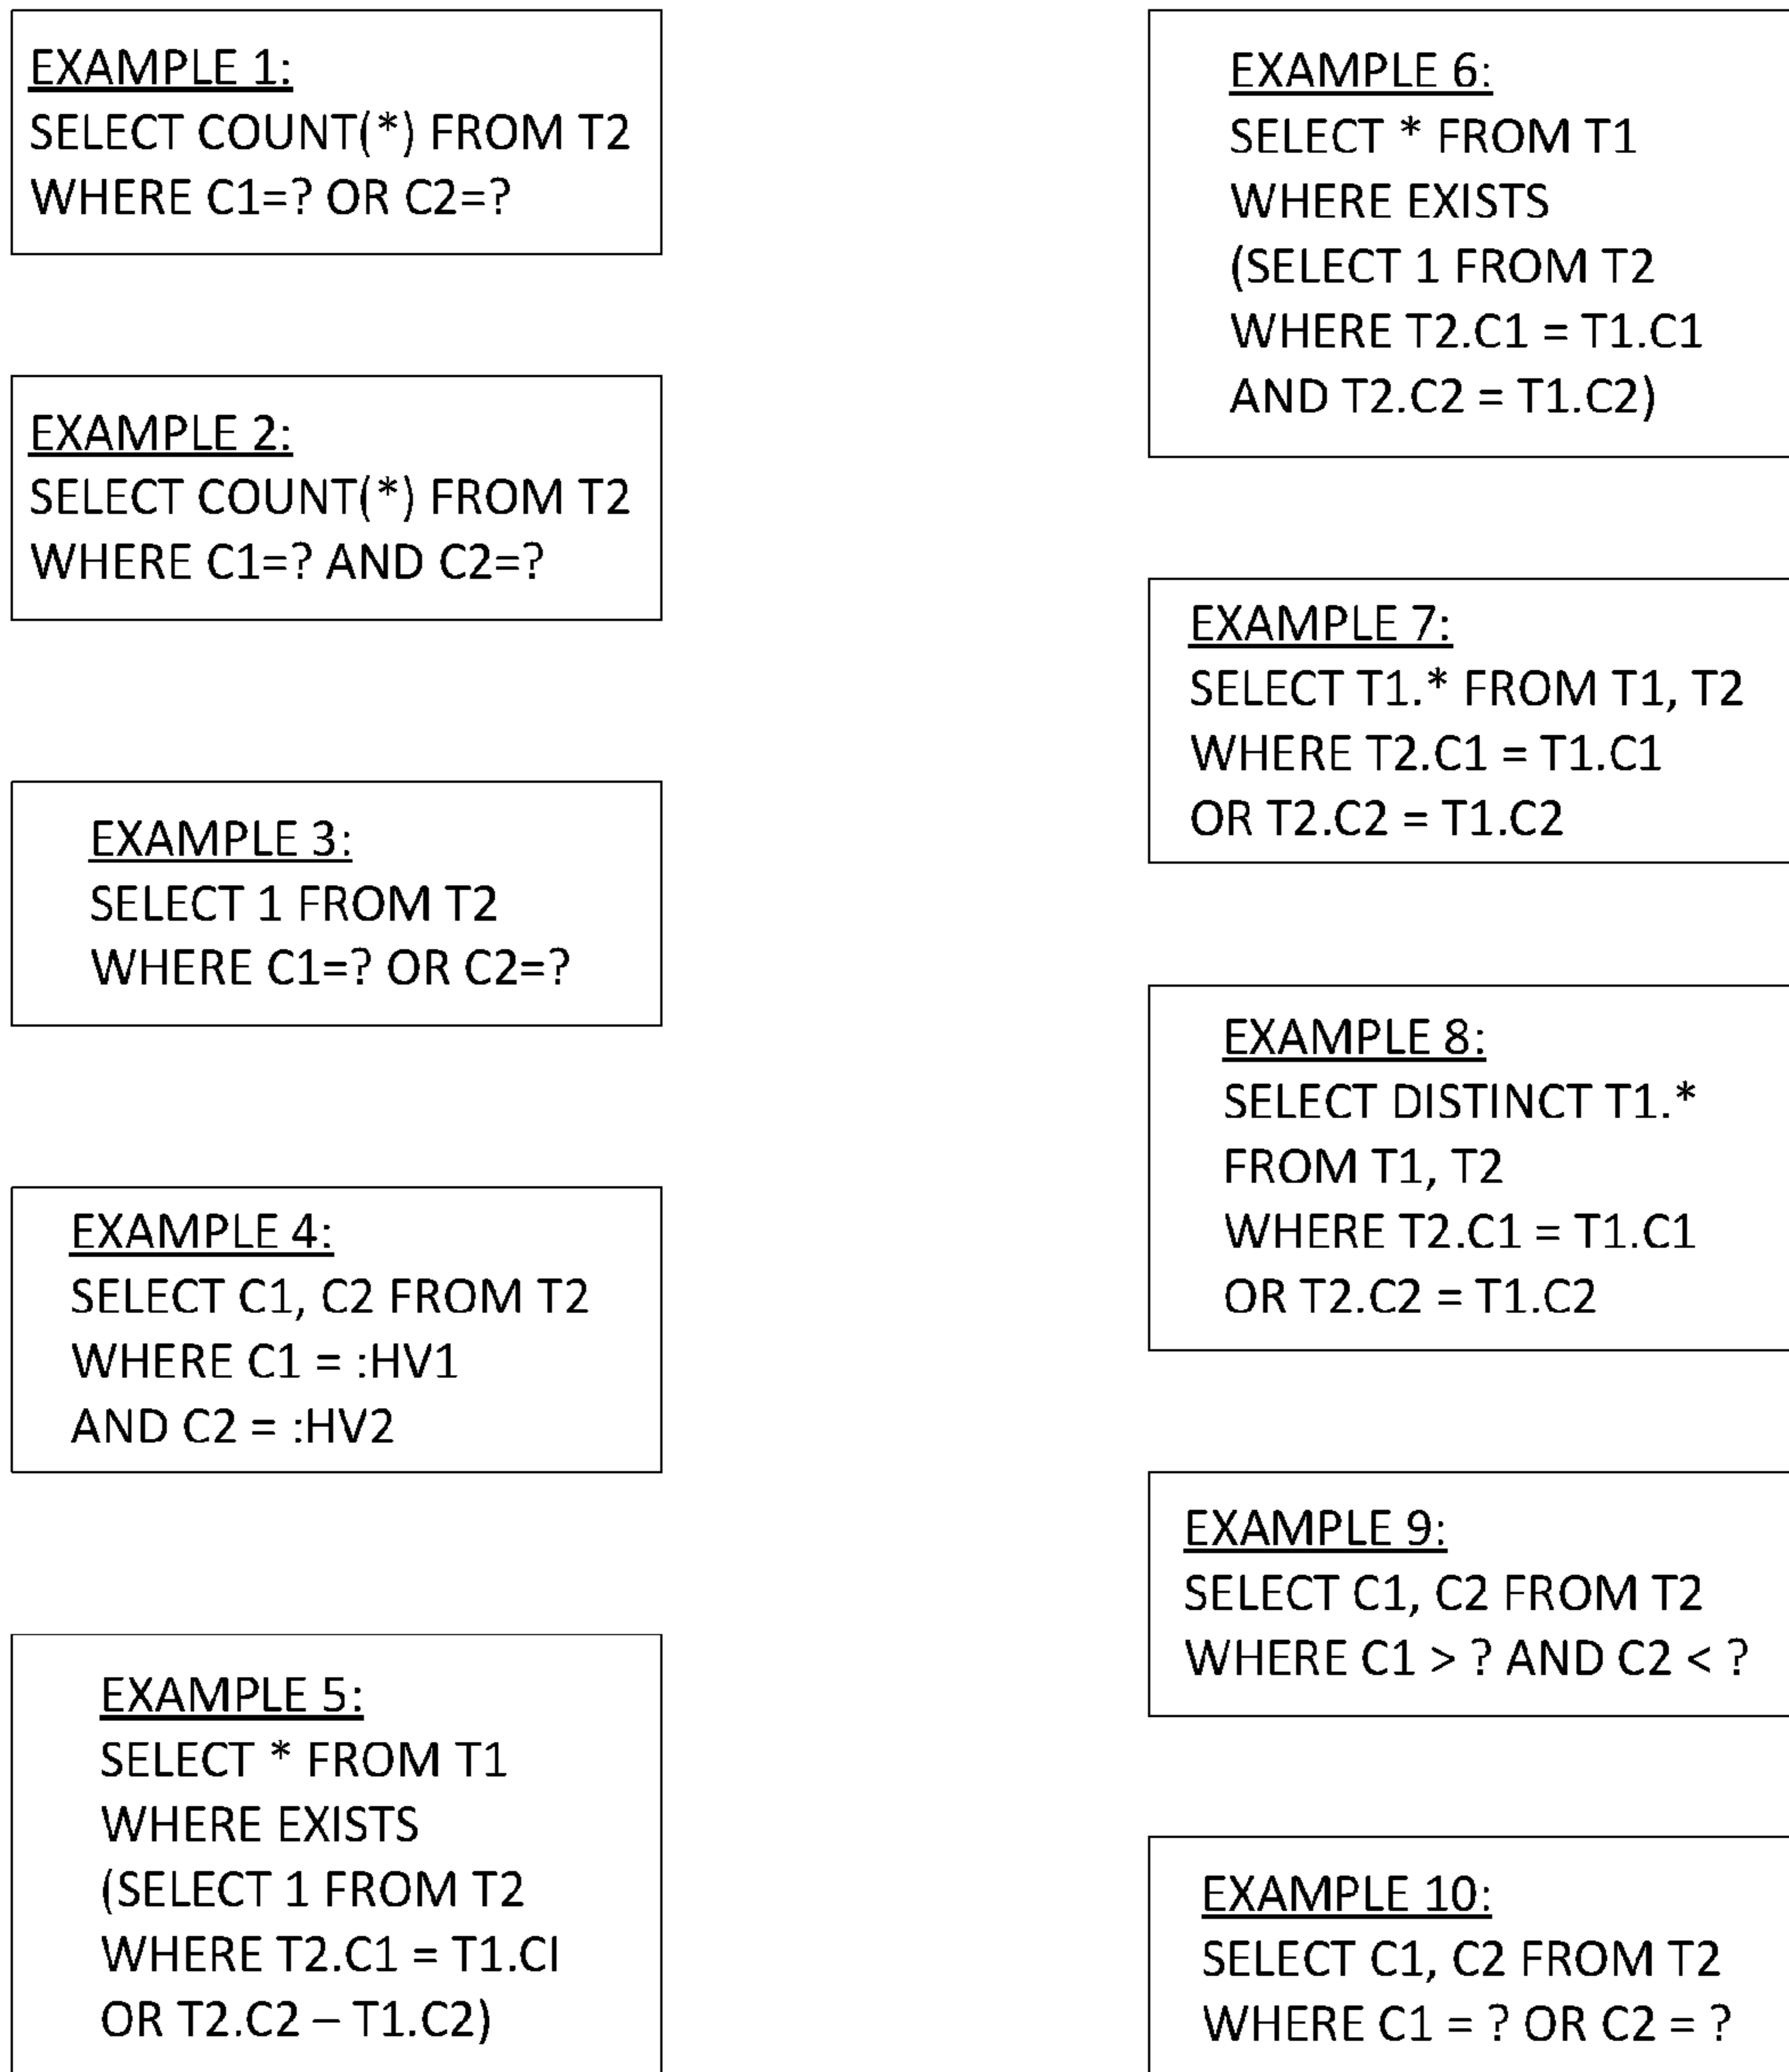 EXAMPLE 1:
SELECT COUNT(*) FROM T2
WHERE C1=? OR C2=?
EXAMPLE 2:
SELECT COUNT(*) FROM T2
WHERE C1=? AND C2=?
EXAMPLE 3:
SELECT 1 FROM T2
WHERE C1=? OR C2=?
EXAMPLE 4:
SELECT C1, C2 FROM T2
WHERE C1 = :HV1
AND C2 = :HV2
EXAMPLE 5:
SELECT * FROM T1
WHERE EXISTS
(SELECT 1 FROM T2
WHERE T2.C1 = T1.CI
OR T2.C2 – T1.C2)
EXAMPLE 6:
SELECT * FROM T1
WHERE EXISTS
(SELECT 1 FROM T2
WHERE T2.C1 = T1.C1
AND T2.C2 = T1.C2)
EXAMPLE 7:
SELECT T1.* FROM T1, T2
WHERE T2.C1 = T1.C1
OR T2.C2 = T1.C2
EXAMPLE 8:
SELECT DISTINCT T1.*
FROM T1, T2
WHERE T2.C1 = T1.C1
OR T2.C2 = T1.C2
EXAMPLE 9:
SELECT C1, C2 FROM T2
WHERE C1 > ? AND C2 < ?
EXAMPLE 10:
SELECT C1, C2 FROM T2
WHERE C1 = ? OR C2 = ?